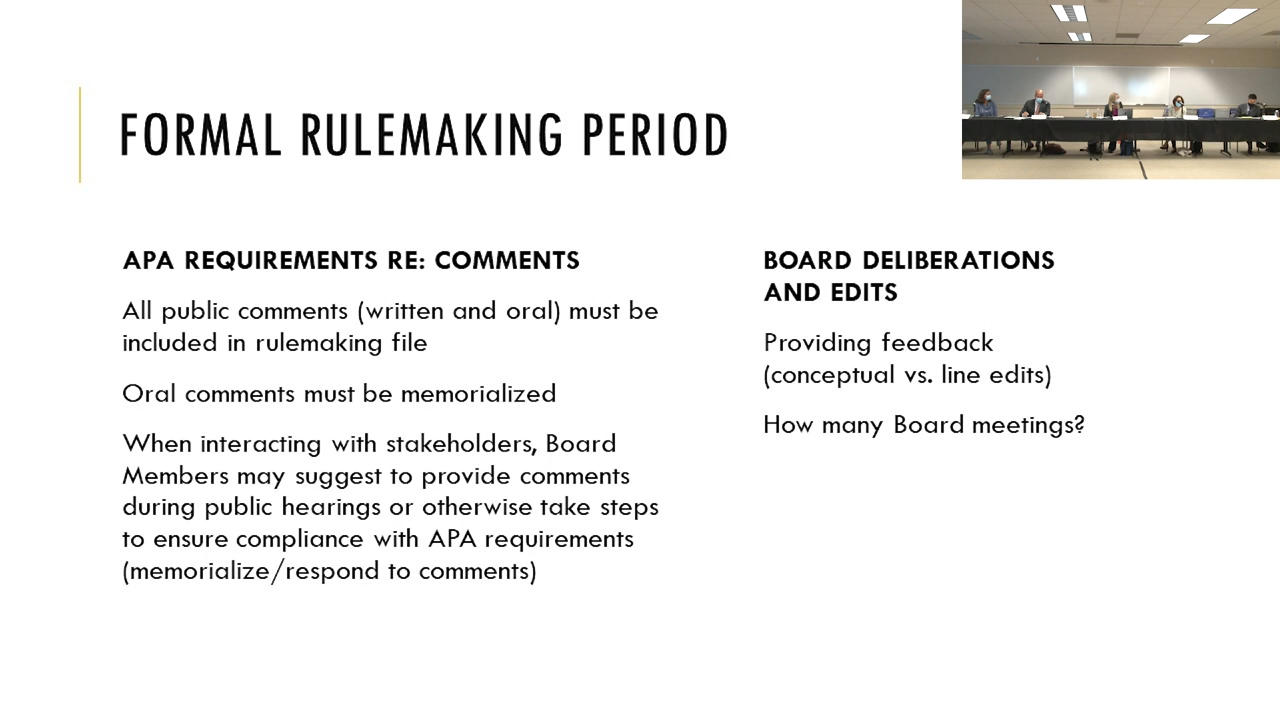 FORMAL RULEMAKING PERIOD
APA REQUIREMENTS RE: COMMENTS
All public comments (written and oral) must be
included in rulemaking file
Oral comments must be memorialized
When interacting with stakeholders, Board
Members may suggest to provide comments
during public hearings or otherwise take steps
to ensure compliance with APA requirements
(memorialize/respond to comments)
BOARD DELIBERATIONS
AND EDITS
Providing feedback
(conceptual vs. line edits)
How many Board meetings?